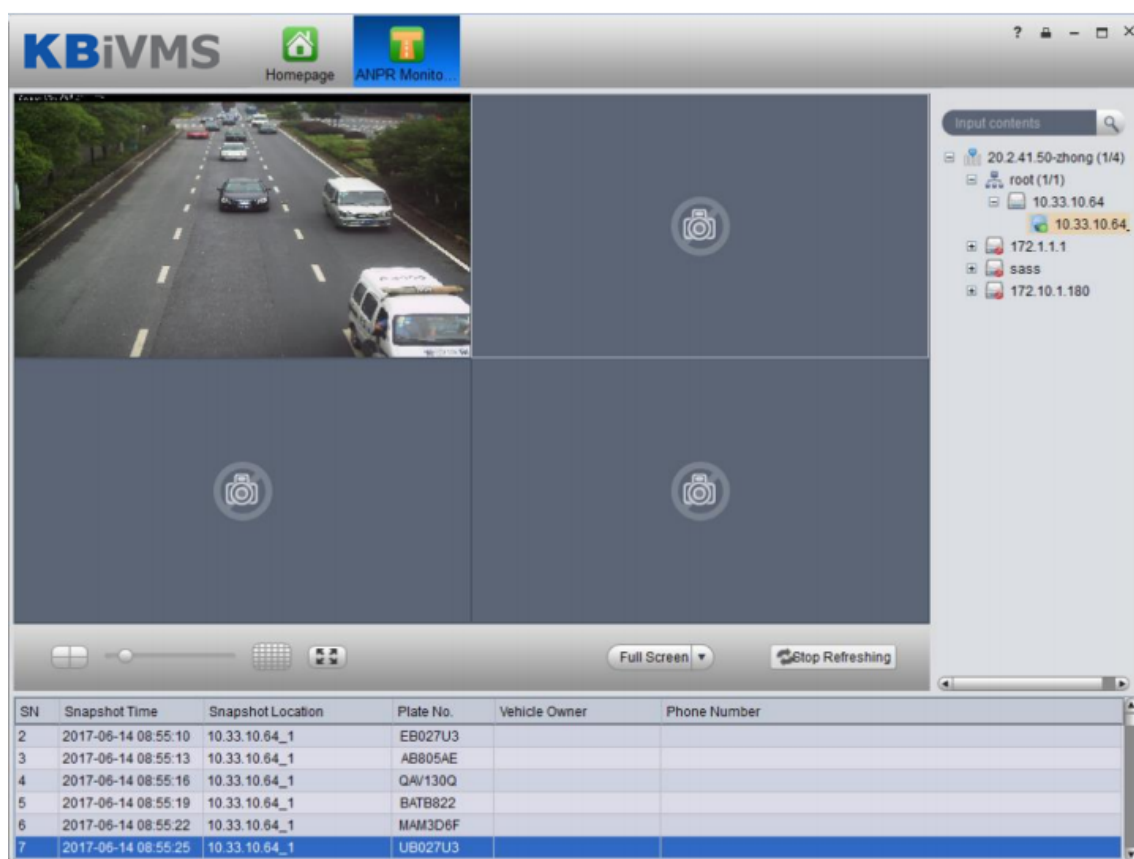 KBiVMS
Homepage
ANPR Monito...
?
Input contents
20.2.41.50-zhong (1/4)
root (1/1)
10.33.10.64
10.33.10.64_
172.1.1.1
sass
172.10.1.180
Full Screen
Stop Refreshing
SN Snapshot Time Snapshot Location Plate No. Vehicle Owner Phone Number
2 2017-06-14 08:55:10 10.33.10.64_1 EB027U3
3 2017-06-14 08:55:13 10.33.10.64_1 AB805AE
4 2017-06-14 08:55:16 10.33.10.64_1 QAV130Q
5 2017-06-14 08:55:19 10.33.10.64_1 BATB822
6 2017-06-14 08:55:22 10.33.10.64_1 MAM3D6F
7 2017-06-14 08:55:25 10.33.10.64_1 UB027U3